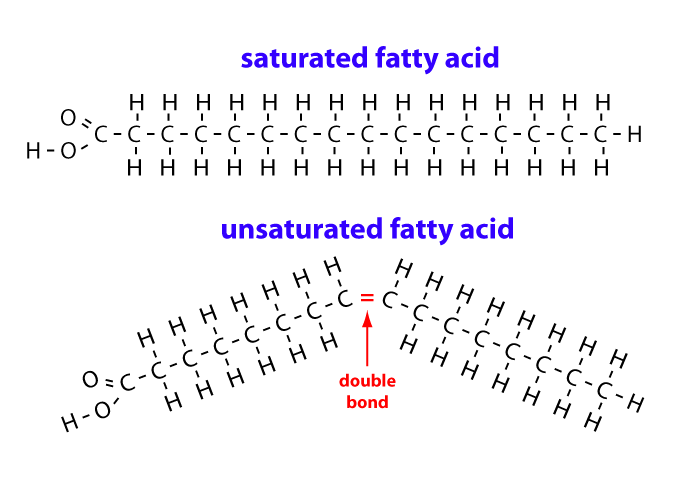 saturated fatty acid
H H H H H H H H H H H H H H H
O = C - C - C - C - C - C - C - C - C - C - C - C - C - C - C - C - H
H - O
H H H H H H H H H H H H H H H
unsaturated fatty acid
H H H H H H H H H H H H H H H
O = C - C - C - C - C - C - C - C = C - C - C - C - C - C - C - C - H
H - O
H H H H H H H H H H H H H
double
bond